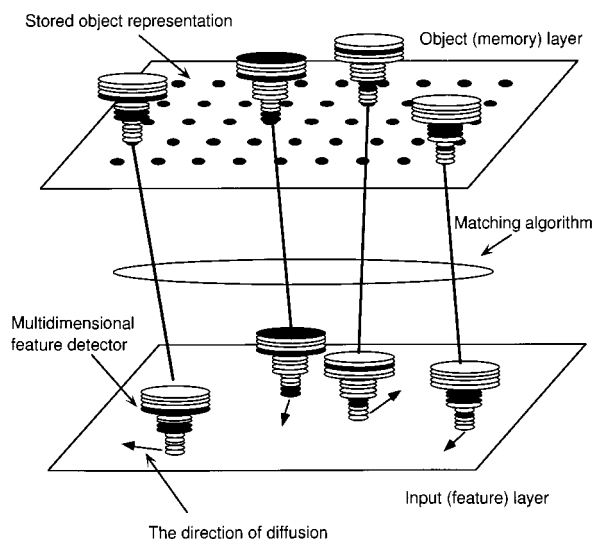 Stored object representation
Object (memory) layer
Matching algorithm
Multidimensional
feature detector
Input (feature) layer
The direction of diffusion